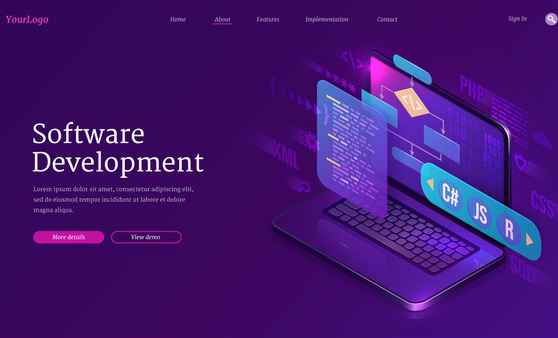 YourLogo
Home
About
Features
Implementation
Contact
Sign In
Software
Development
Lorem ipsum dolor sit amet, consectetur adipiscing elit,
sed do eiusmod tempor incididunt ut labore et dolore
magna aliqua.
More details
View demo
</>
PHP
XML
C#
JS
R
CSS
SQL